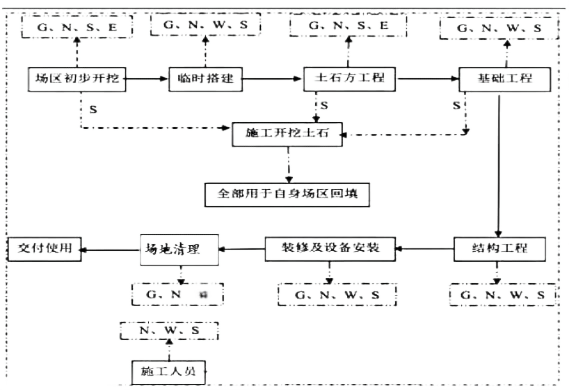 G、N、S、E
G、N、W、S
G、N、S、E
G、N、W、S
场区初步开挖
临时搭建
土石方工程
基础工程
S
S
S
施工开挖土石
全部用于自身场区回填
交付使用
场地清理
装修及设备安装
结构工程
G、N
G、N、W、S
G、N、W、S
N、W、S
施工人员